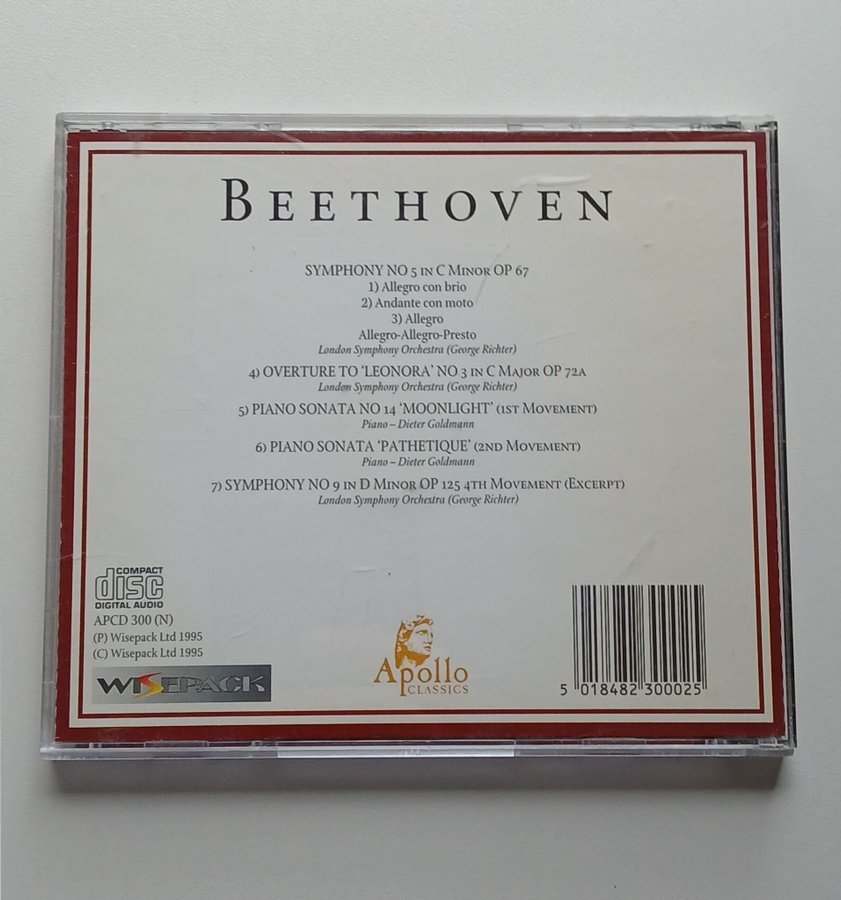 BEETHOVEN
SYMPHONY NO 5 IN C MINOR OP 67
1) Allegro con brio
2) Andante con moto
3) Allegro
Allegro-Allegro-Presto
London Symphony Orchestra (George Richter)
4) OVERTURE TO ‘LEONORA’ NO 3 IN C MAJOR OP 72A
London Symphony Orchestra (George Richter)
5) PIANO SONATA NO 14 ‘MOONLIGHT’ (1ST MOVEMENT)
Piano – Dieter Goldmann
6) PIANO SONATA ‘PATHETIQUE’ (2ND MOVEMENT)
Piano – Dieter Goldmann
7) SYMPHONY NO 9 IN D MINOR OP 125 4TH MOVEMENT (EXCERPT)
London Symphony Orchestra (George Richter)
COMPACT
disc
DIGITAL AUDIO
APCD 300 (N)
(P) Wisepack Ltd 1995
(C) Wisepack Ltd 1995
WISEPACK
Apollo
CLASSICS
5 018482 300025